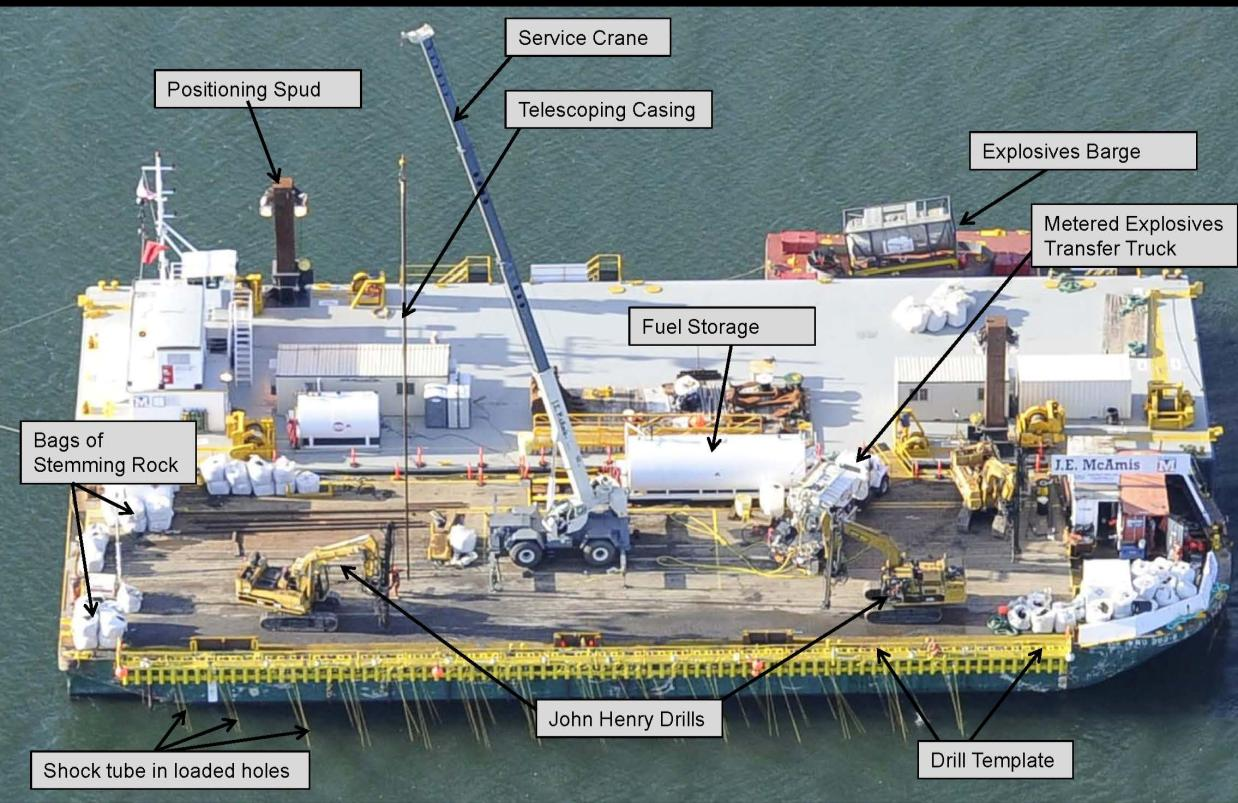 Service Crane
Positioning Spud
Telescoping Casing
Explosives Barge
Metered Explosives
Transfer Truck
Fuel Storage
Bags of
Stemming Rock
J.E. McAmis
John Henry Drills
Drill Template
Shock tube in loaded holes